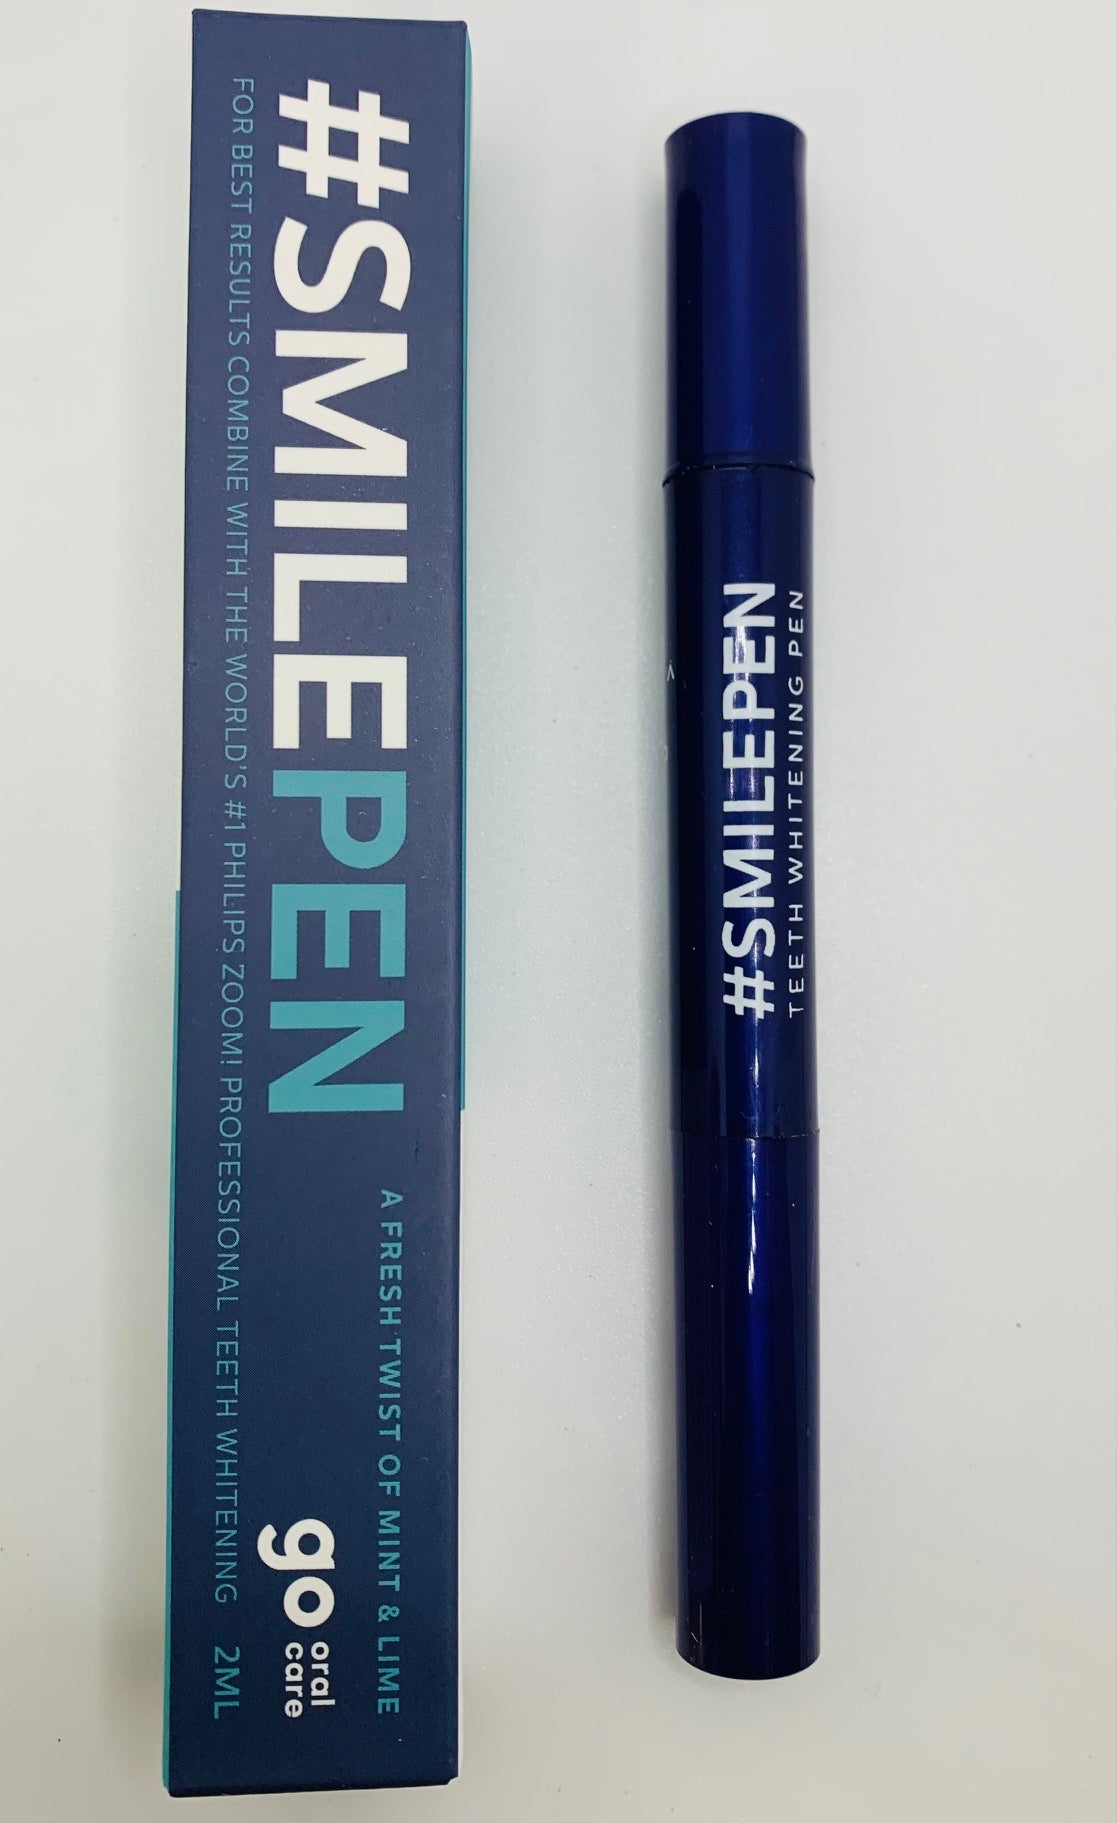 #SMILEPEN
A FRESH TWIST OF MINT & LIME
go
oral
care
FOR BEST RESULTS COMBINE WITH THE WORLD'S #1 PHILIPS ZOOM! PROFESSIONAL TEETH WHITENING 2ML
#SMILEPEN
TEETH WHITENING PEN